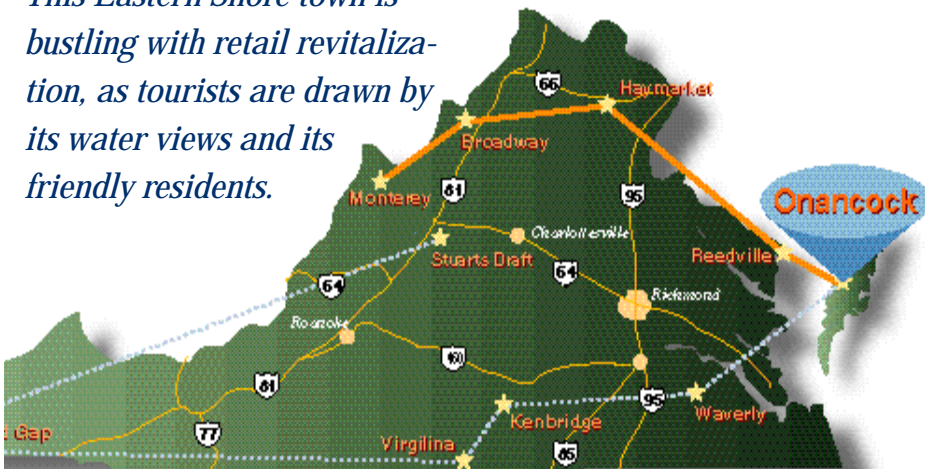 This Eastern Shore town is
bustling with retail revitaliza-
tion, as tourists are drawn by
its water views and its
friendly residents.
66
Haymarket
Broadway
Monterey
81
95
Onancock
Charlottesville
Stuarts Draft
Reedville
64
64
Richmond
Roanoke
81
95
Waverly
Kenbridge
Gap
77
Virgilina
85